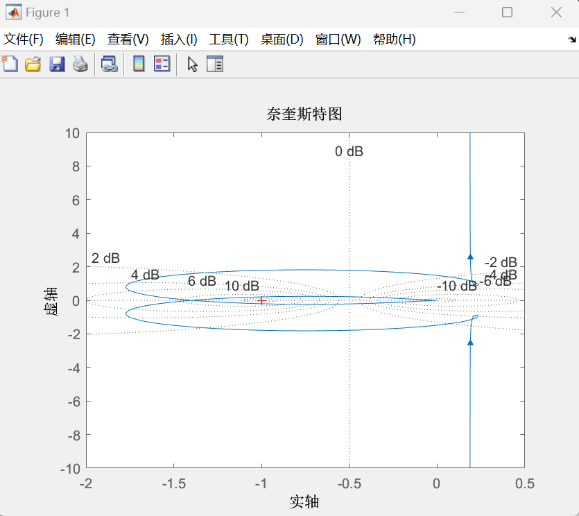 Figure 1
文件(F) 编辑(E) 查看(V) 插入(I) 工具(T) 桌面(D) 窗口(W) 帮助(H)
奈奎斯特图
10
0 dB
8
6
4
2 dB
-2 dB
2
4 dB
-4 dB
6 dB
-6 dB
10 dB
-10 dB
0
虚轴
-2
-4
-6
-8
-10
-2 -1.5 -1 -0.5 0 0.5
实轴